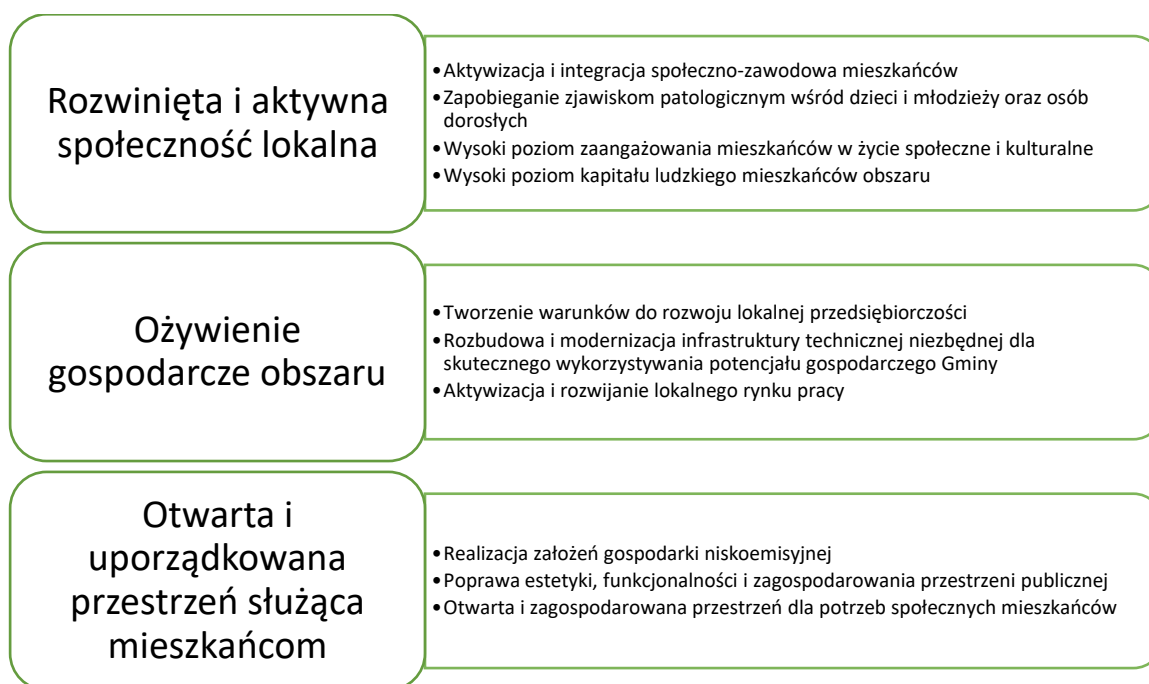 Rozwinięta i aktywna
społeczność lokalna
•Aktywizacja i integracja społeczno-zawodowa mieszkańców
•Zapobieganie zjawiskom patologicznym wśród dzieci i młodzieży oraz osób
dorosłych
•Wysoki poziom zaangażowania mieszkańców w życie społeczne i kulturalne
•Wysoki poziom kapitału ludzkiego mieszkańców obszaru
Ożywienie
gospodarcze obszaru
•Tworzenie warunków do rozwoju lokalnej przedsiębiorczości
•Rozbudowa i modernizacja infrastruktury technicznej niezbędnej dla
skutecznego wykorzystywania potencjału gospodarczego Gminy
•Aktywizacja i rozwijanie lokalnego rynku pracy
Otwarta i
uporządkowana
przestrzeń służąca
mieszkańcom
•Realizacja założeń gospodarki niskoemisyjnej
•Poprawa estetyki, funkcjonalności i zagospodarowania przestrzeni publicznej
•Otwarta i zagospodarowana przestrzeń dla potrzeb społecznych mieszkańców